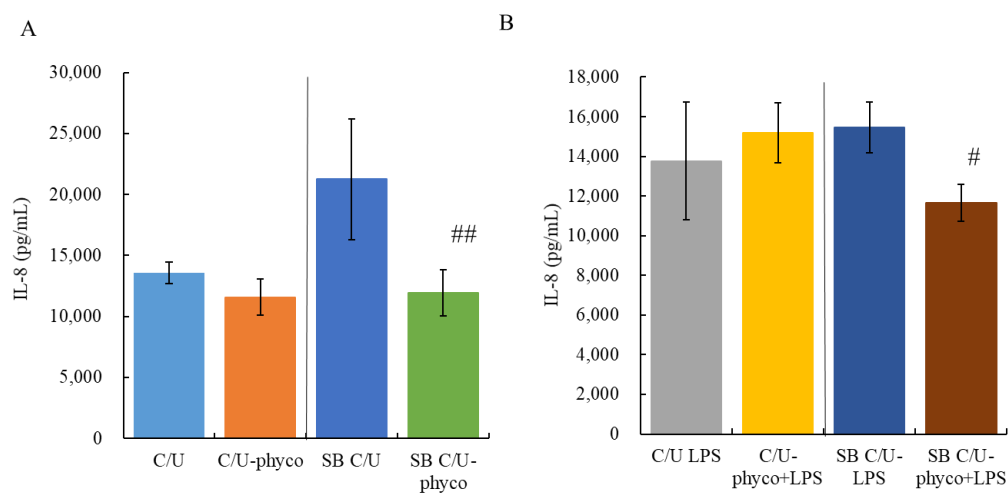 A
IL-8 (pg/mL)
30,000
25,000
20,000
15,000
10,000
5,000
0
##
C/U
C/U-phyco
SB C/U
SB C/U-
phyco
B
IL-8 (pg/mL)
18,000
16,000
14,000
12,000
10,000
8,000
6,000
4,000
2,000
0
#
C/U LPS
C/U-
phyco+LPS
SB C/U-
LPS
SB C/U-
phyco+LPS